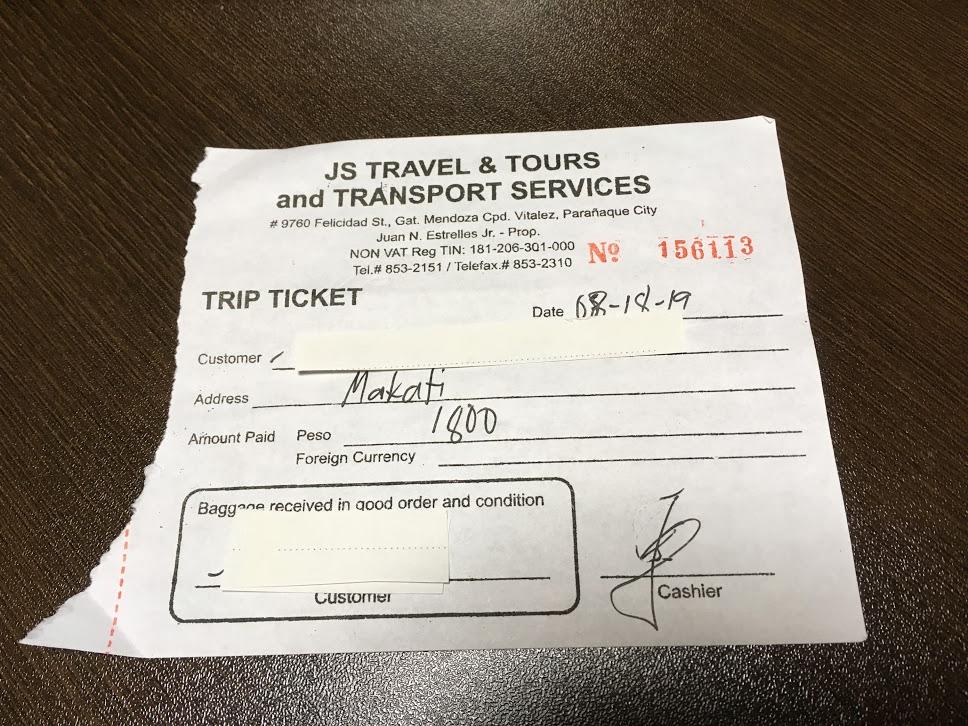 JS TRAVEL & TOURS
and TRANSPORT SERVICES
# 9760 Felicidad St., Gat. Mendoza Cpd. Vitalez, Parañaque City
Juan N. Estrelles Jr. - Prop.
NON VAT Reg TIN: 181-206-301-000
Tel.# 853-2151 / Telefax.# 853-2310
Nº 156113
TRIP TICKET
Date 08-18-19
Customer
Address Makati
Amount Paid Peso 1800
Foreign Currency
Baggage received in good order and condition
Customer
Cashier